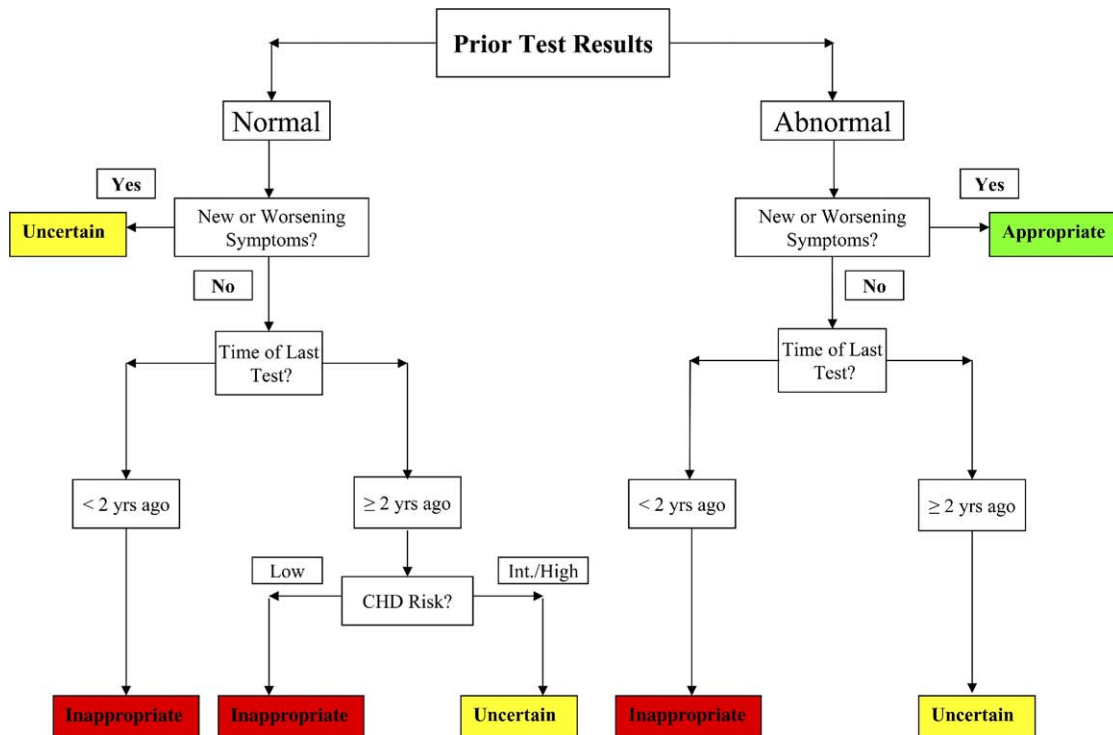 Prior Test Results
Normal
Abnormal
Yes
Yes
New or Worsening
Symptoms?
Uncertain
New or Worsening
Symptoms?
Appropriate
No
No
Time of Last
Test?
Time of Last
Test?
< 2 yrs ago
≥ 2 yrs ago
< 2 yrs ago
≥ 2 yrs ago
Low
Int./High
CHD Risk?
Inappropriate
Inappropriate
Uncertain
Inappropriate
Uncertain